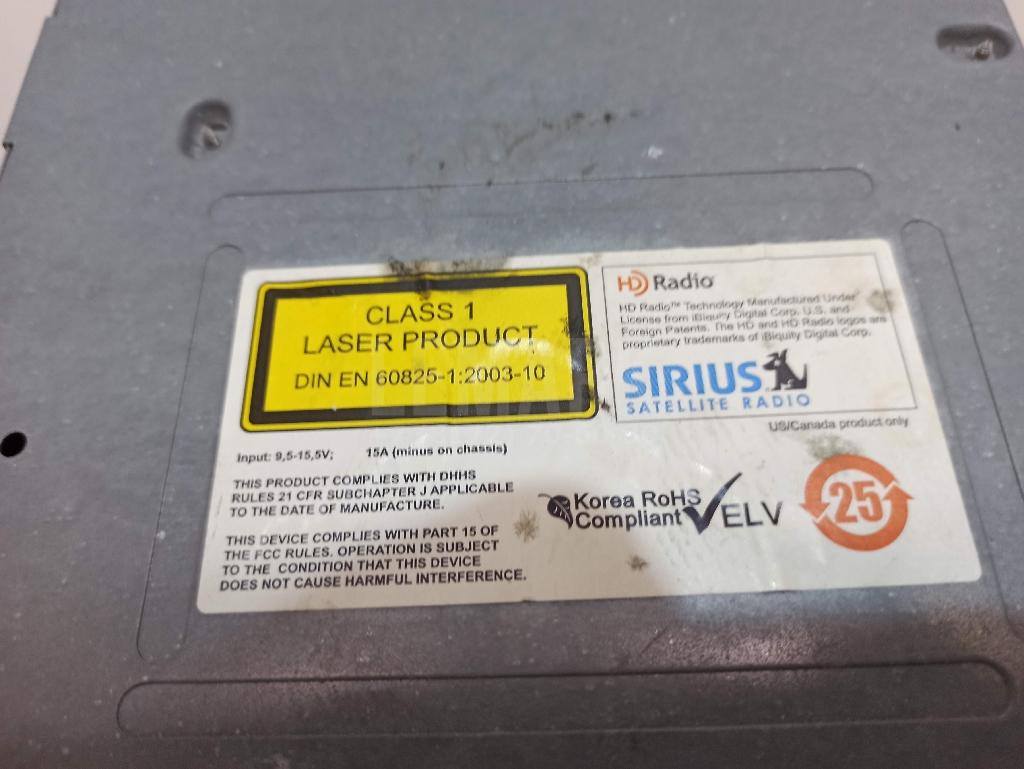 CLASS 1
LASER PRODUCT
DIN EN 60825-1:2003-10
HD Radio
HD Radio™ Technology Manufactured Under
License from iBiquity Digital Corp. U.S. and
Foreign Patents. The HD and HD Radio logos are
proprietary trademarks of iBiquity Digital Corp.
SIRIUS
SATELLITE RADIO
US/Canada product only
Input: 9,5-15,5V; 15A (minus on chassis)
THIS PRODUCT COMPLIES WITH DHHS
RULES 21 CFR SUBCHAPTER J APPLICABLE
TO THE DATE OF MANUFACTURE.
THIS DEVICE COMPLIES WITH PART 15 OF
THE FCC RULES. OPERATION IS SUBJECT
TO THE CONDITION THAT THIS DEVICE
DOES NOT CAUSE HARMFUL INTERFERENCE.
Korea RoHS
Compliant
ELV
25